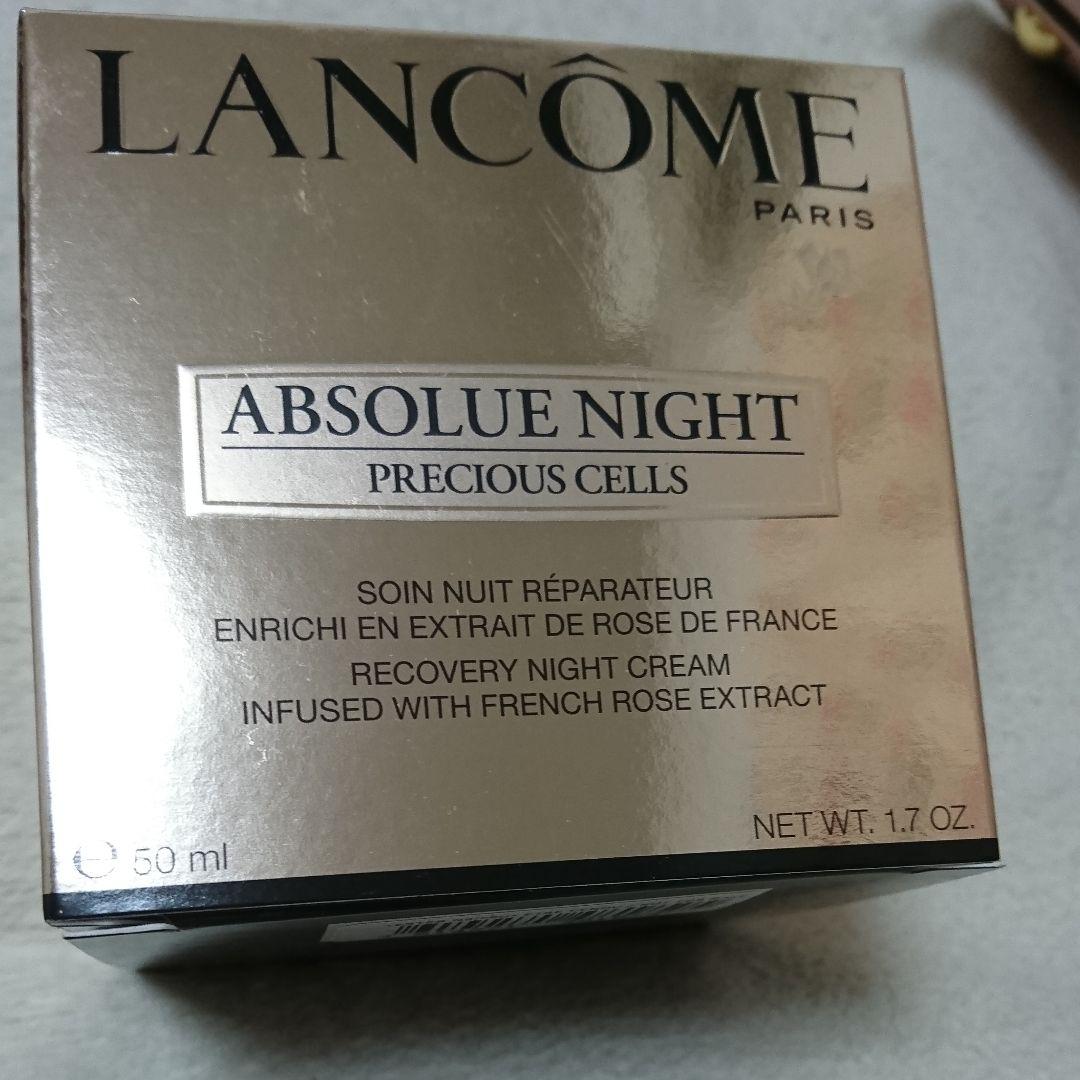 LANCÔME
PARIS
ABSOLUE NIGHT
PRECIOUS CELLS
SOIN NUIT RÉPARATEUR
ENRICHI EN EXTRAIT DE ROSE DE FRANCE
RECOVERY NIGHT CREAM
INFUSED WITH FRENCH ROSE EXTRACT
℮ 50 ml
NET WT. 1.7 OZ.